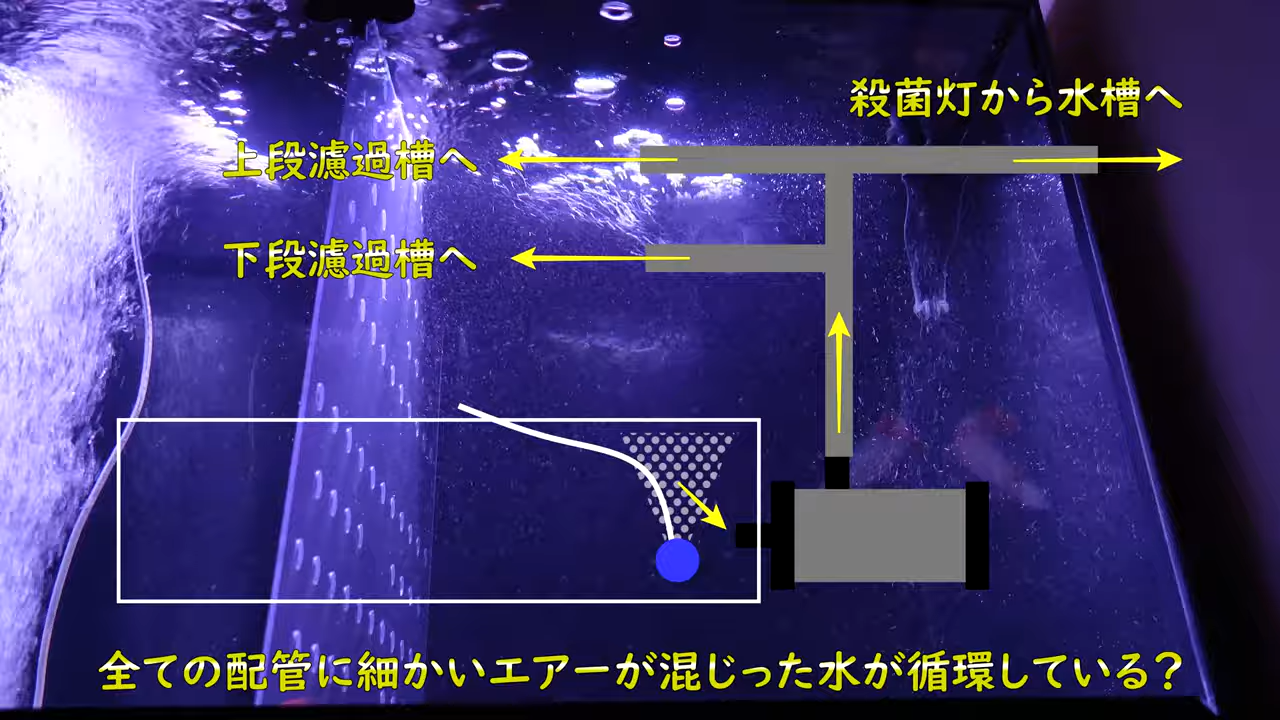 殺菌灯から水槽へ
上段濾過槽へ
下段濾過槽へ
全ての配管に細かいエアーが混じった水が循環している?